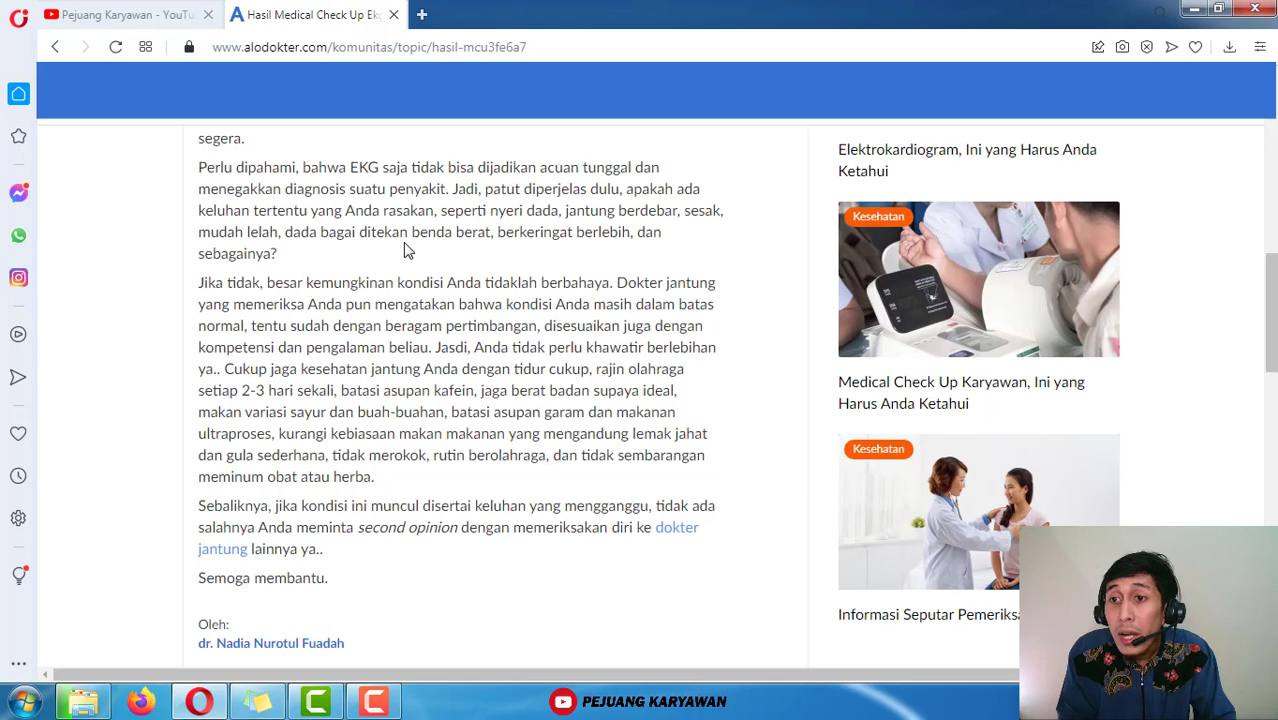 Pejuang Karyawan - YouTu
Hasil Medical Check Up Ekg
www.alodokter.com/komunitas/topic/hasil-mcu3fe6a7
segera.
Perlu dipahami, bahwa EKG saja tidak bisa dijadikan acuan tunggal dan
menegakkan diagnosis suatu penyakit. Jadi, patut diperjelas dulu, apakah ada
keluhan tertentu yang Anda rasakan, seperti nyeri dada, jantung berdebar, sesak,
mudah lelah, dada bagai ditekan benda berat, berkeringat berlebih, dan
sebagainya?
Jika tidak, besar kemungkinan kondisi Anda tidaklah berbahaya. Dokter jantung
yang memeriksa Anda pun mengatakan bahwa kondisi Anda masih dalam batas
normal, tentu sudah dengan beragam pertimbangan, disesuaikan juga dengan
kompetensi dan pengalaman beliau. Jasdi, Anda tidak perlu khawatir berlebihan
ya.. Cukup jaga kesehatan jantung Anda dengan tidur cukup, rajin olahraga
setiap 2-3 hari sekali, batasi asupan kafein, jaga berat badan supaya ideal,
makan variasi sayur dan buah-buahan, batasi asupan garam dan makanan
ultraproses, kurangi kebiasaan makan makanan yang mengandung lemak jahat
dan gula sederhana, tidak merokok, rutin berolahraga, dan tidak sembarangan
meminum obat atau herba.
Sebaliknya, jika kondisi ini muncul disertai keluhan yang mengganggu, tidak ada
salahnya Anda meminta second opinion dengan memeriksakan diri ke dokter
jantung lainnya ya..
Semoga membantu.
Oleh:
dr. Nadia Nurotul Fuadah
Elektrokardiogram, Ini yang Harus Anda
Ketahui
Kesehatan
Medical Check Up Karyawan, Ini yang
Harus Anda Ketahui
Kesehatan
Informasi Seputar Pemeriksa
PEJUANG KARYAWAN